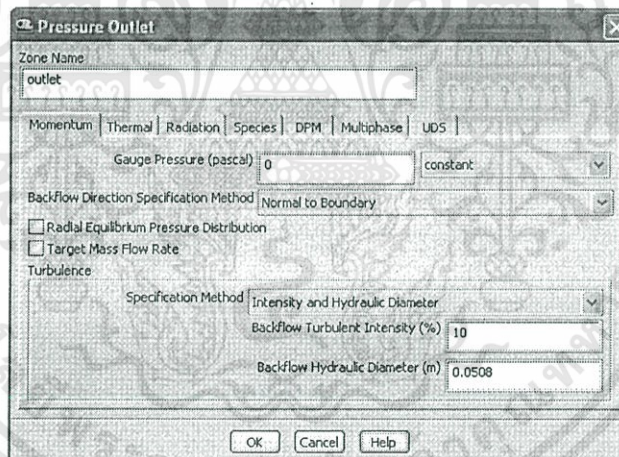 Pressure Outlet
Zone Name
outlet
Momentum Thermal Radiation Species DPM Multiphase UDS
Gauge Pressure (pascal) 0 constant
Backflow Direction Specification Method Normal to Boundary
Radial Equilibrium Pressure Distribution
Target Mass Flow Rate
Turbulence
Specification Method Intensity and Hydraulic Diameter
Backflow Turbulent Intensity (%) 10
Backflow Hydraulic Diameter (m) 0.0508
OK Cancel Help